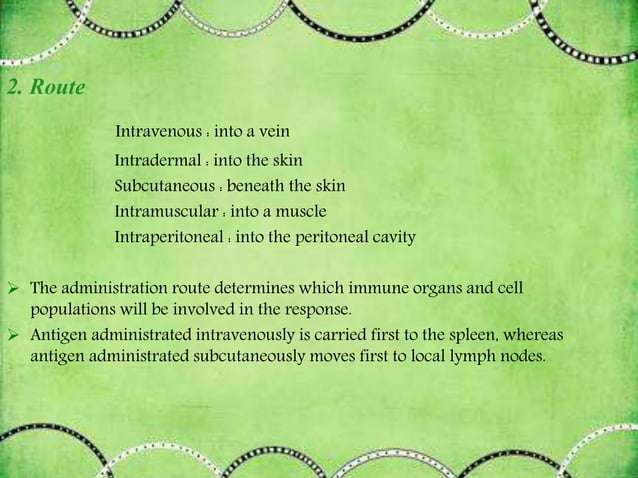 2. Route
Intravenous : into a vein
Intradermal : into the skin
Subcutaneous : beneath the skin
Intramuscular : into a muscle
Intraperitoneal : into the peritoneal cavity
➢ The administration route determines which immune organs and cell
populations will be involved in the response.
➢ Antigen administrated intravenously is carried first to the spleen, whereas
antigen administrated subcutaneously moves first to local lymph nodes.